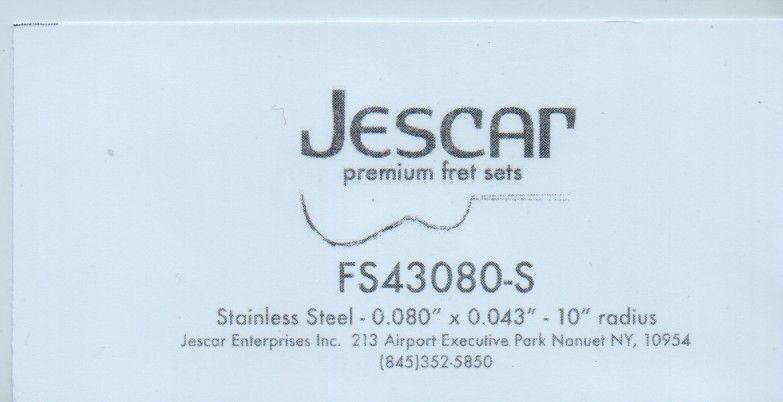 Jescar
premium fret sets
FS43080-S
Stainless Steel - 0.080" x 0.043" - 10" radius
Jescar Enterprises Inc. 213 Airport Executive Park Nanuet NY, 10954
(845)352-5850